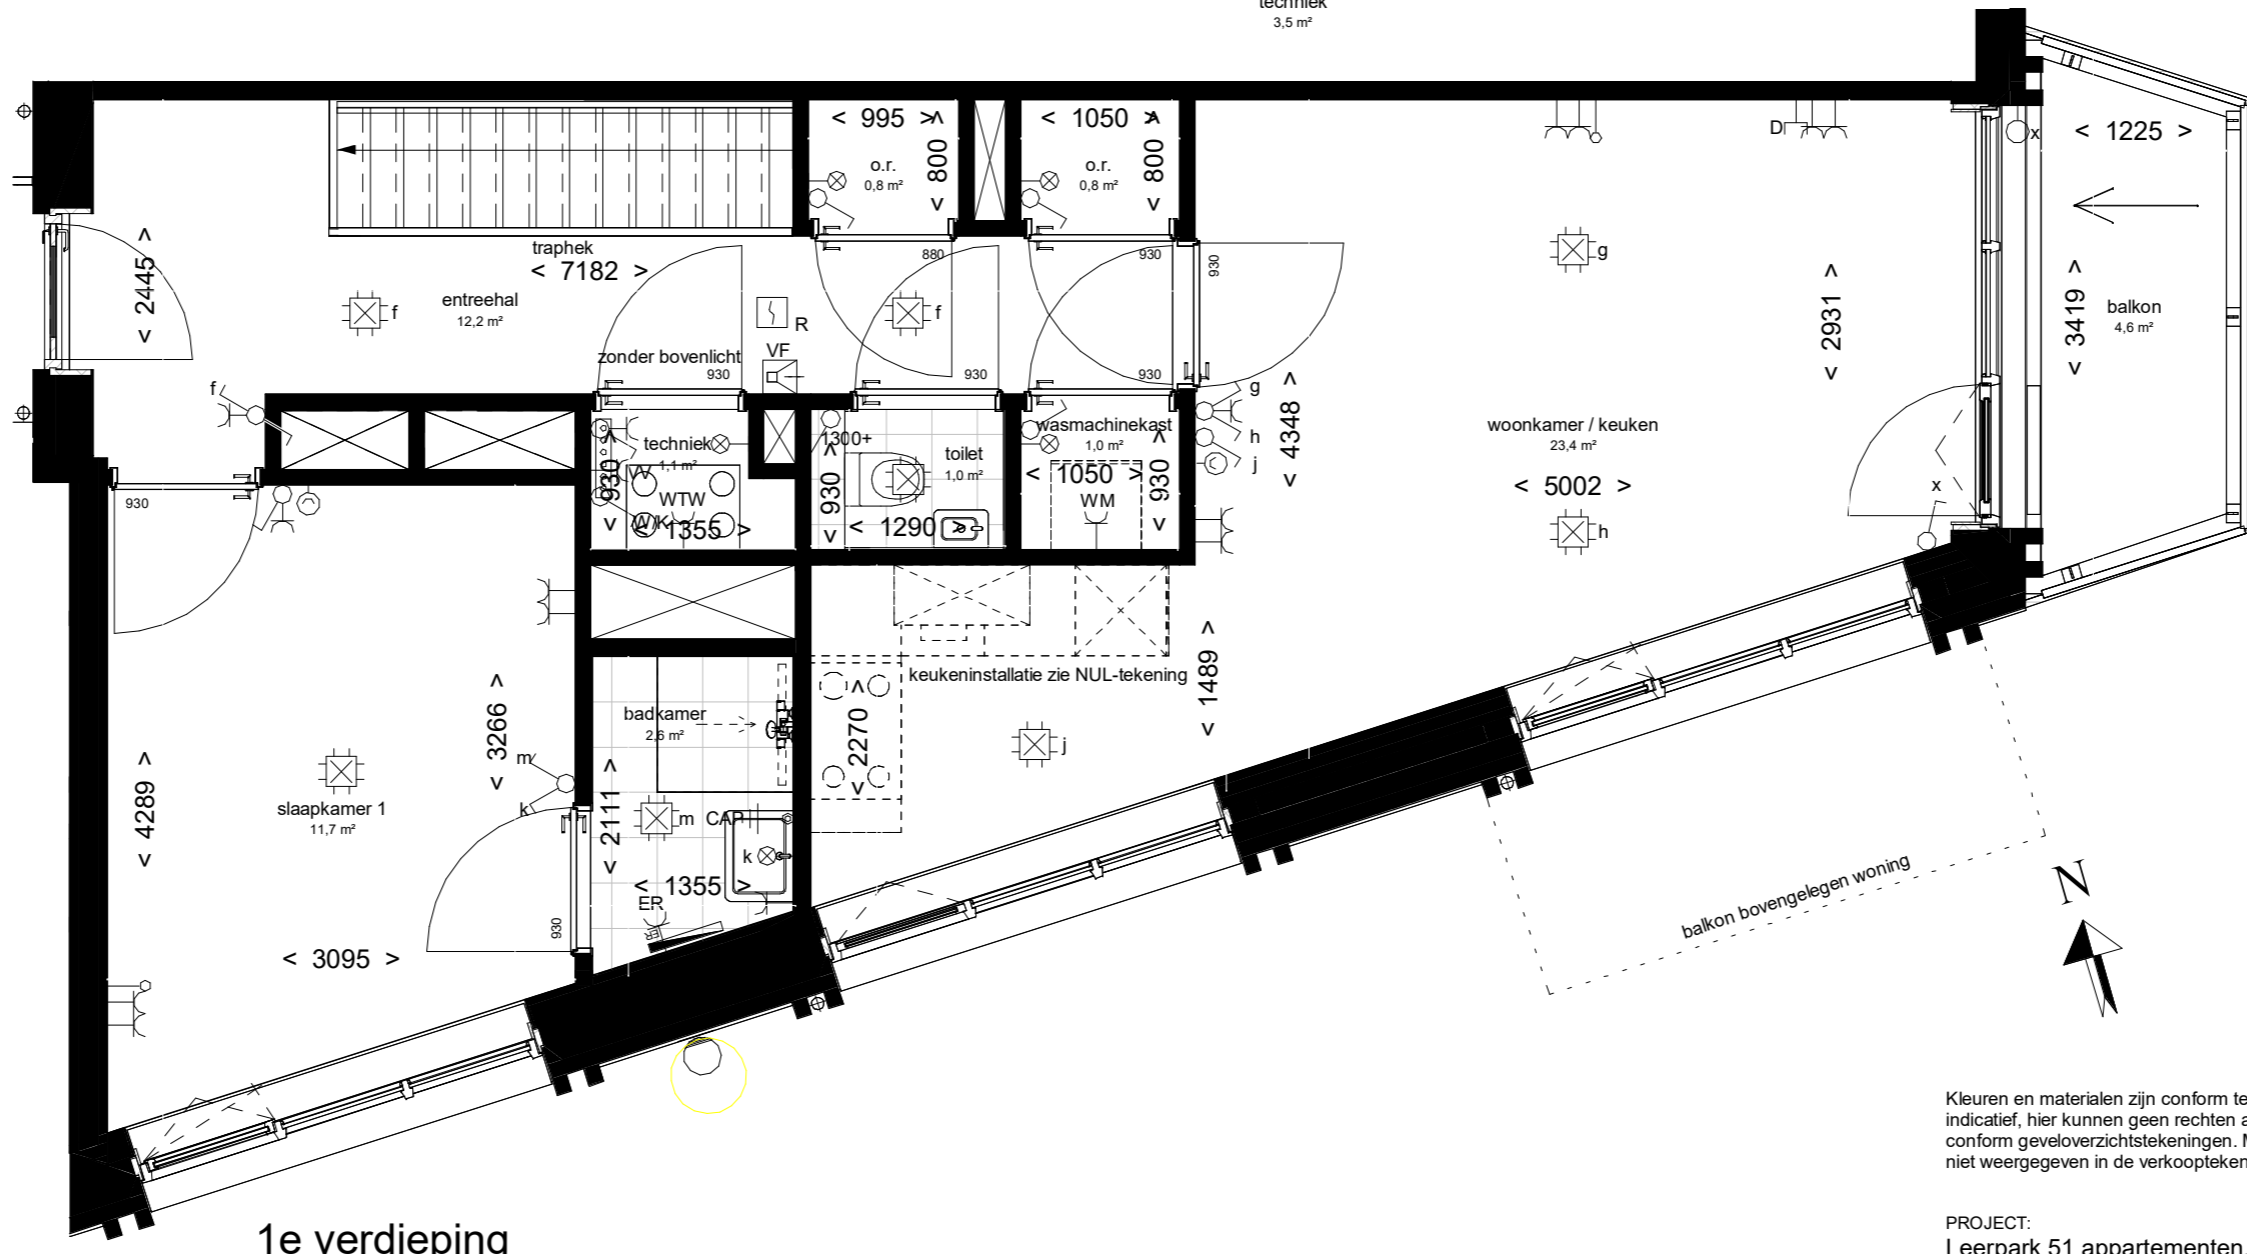 techniek
3,5 m²
< 995 >
< 800 >
o.r.
0,8 m²
< 1050 >
< 800 >
o.r.
0,8 m²
D
x
< 1225 >
< 2445 >
traphek
< 7182 >
entreehal
12,2 m²
f
880
930
930
f
R
VF
zonder bovenlicht
930
930
930
g
< 2931 >
< 3419 >
balkon
4,6 m²
f
930
techniek
1,1 m²
< 930 >
WTW
< 1355 >
1300+
< 930 >
toilet
1,0 m²
< 1290 >
wasmachinekast
1,0 m²
< 1050 >
< 930 >
WM
g
h
j
< 4348 >
woonkamer / keuken
23,4 m²
< 5002 >
x
h
keukeninstallatie zie NUL-tekening
< 1489 >
< 2270 >
j
< 3266 >
m
k
badkamer
2,6 m²
< 2111 >
m
CAP
k
< 1355 >
ER
ER
930
slaapkamer 1
11,7 m²
< 4289 >
< 3095 >
balkon bovengelegen woning
N
Kleuren en materialen zijn conform te
indicatief, hier kunnen geen rechten a
conform geveloverzichtstekeningen. M
niet weergegeven in de verkoopteken
PROJECT:
Leerpark 51 appartementen
1e verdieping